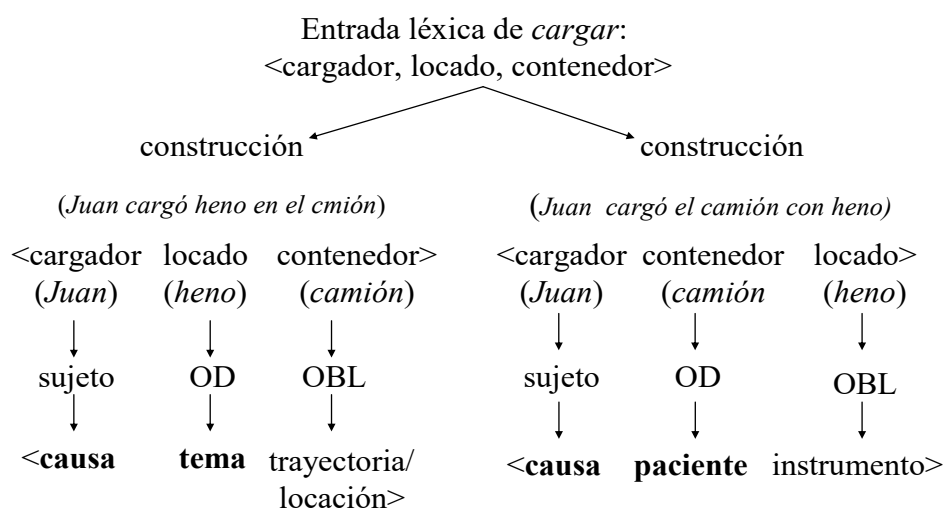 Entrada léxica de cargar:
<cargador, locado, contenedor>
construcción construcción
(Juan cargó heno en el cmión) (Juan cargó el camión con heno)
<cargador locado contenedor> <cargador contenedor locado>
(Juan) (heno) (camión) (Juan) (camión (heno)
sujeto OD OBL sujeto OD OBL
<causa tema trayectoria/ <causa paciente instrumento>
locación>